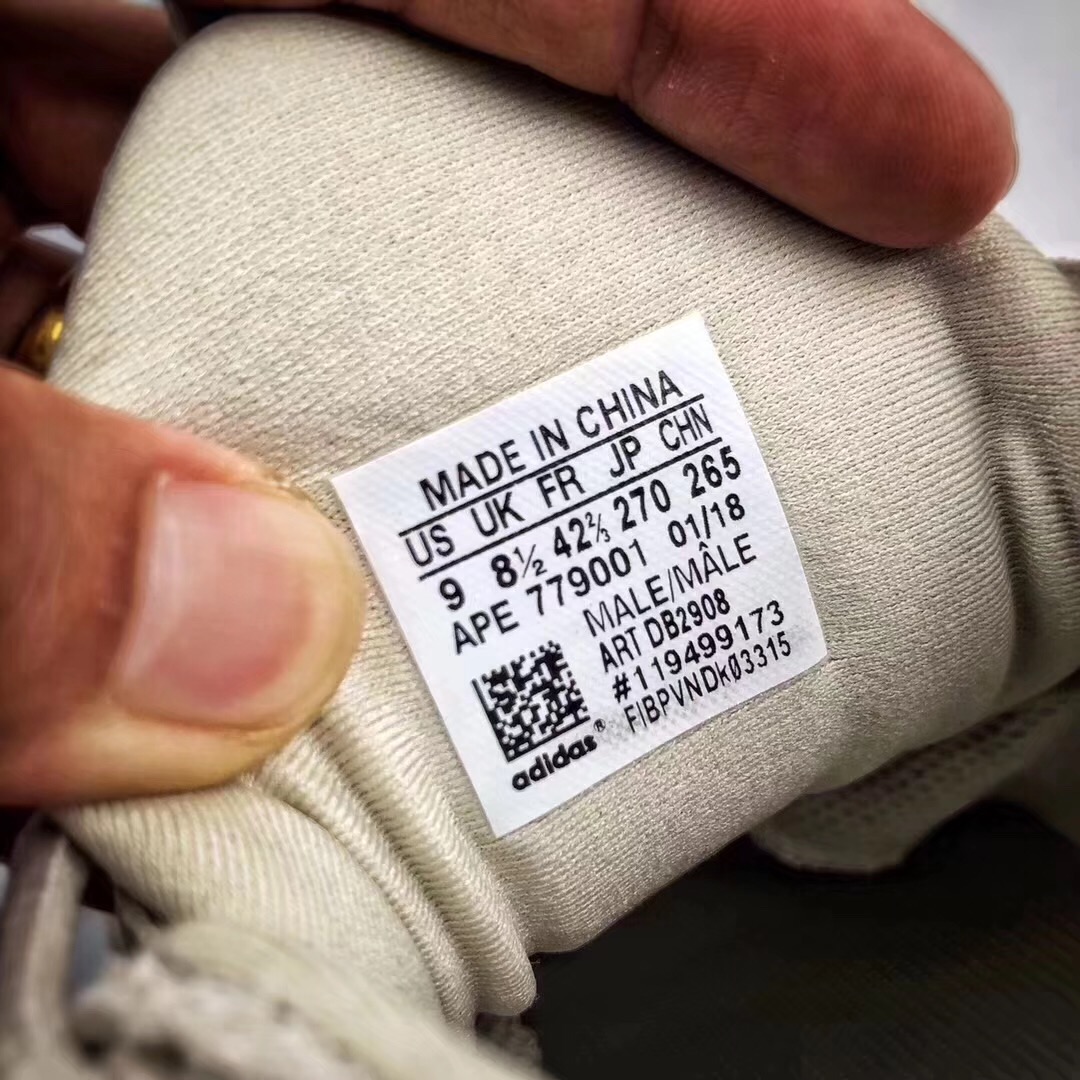 MADE IN CHINA
US UK FR JP CHN
9 8½ 42⅔ 270 265
APE 779001 01/18
MALE/MÂLE
ART DB2908
#119499173
FIBPVNDk03315
adidas®